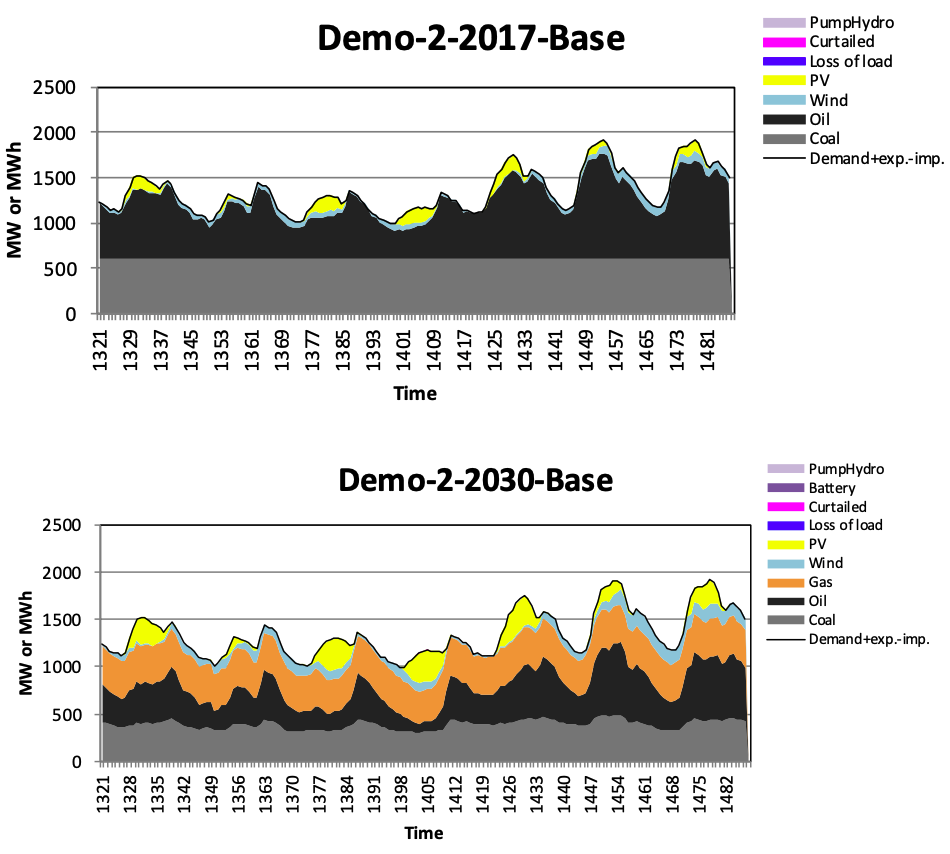 Demo-2-2017-Base
PumpHydro
Curtailed
Loss of load
PV
Wind
Oil
Coal
Demand+exp.-imp.
MW or MWh
2500
2000
1500
1000
500
0
1321 1329 1337 1345 1353 1361 1369 1377 1385 1393 1401 1409 1417 1425 1433 1441 1449 1457 1465 1473 1481
Time
Demo-2-2030-Base
PumpHydro
Battery
Curtailed
Loss of load
PV
Wind
Gas
Oil
Coal
Demand+exp.-imp.
MW or MWh
2500
2000
1500
1000
500
0
1321 1328 1335 1342 1349 1356 1363 1370 1377 1384 1391 1398 1405 1412 1419 1426 1433 1440 1447 1454 1461 1468 1475 1482
Time